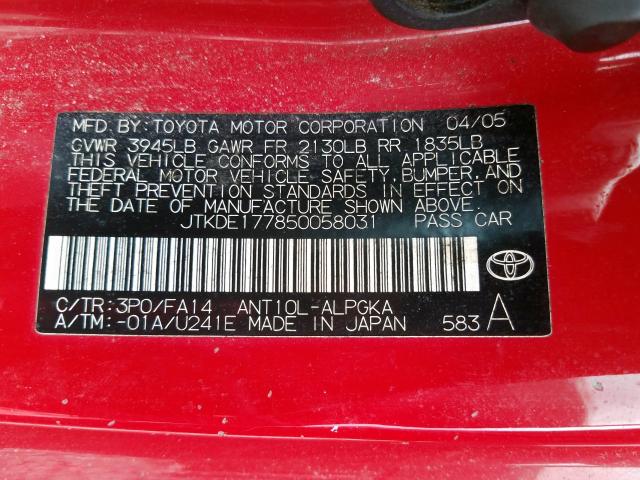 MFD.BY:TOYOTA MOTOR CORPORATION 04/05
GVWR 3945LB GAWR FR 2130LB RR 1835LB
THIS VEHICLE CONFORMS TO ALL APPLICABLE
FEDERAL MOTOR VEHICLE SAFETY,BUMPER,AND
THEFT PREVENTION STANDARDS IN EFFECT ON
THE DATE OF MANUFACTURE SHOWN ABOVE.
JTKDE177850058031 PASS CAR
C/TR:3P0/FA14 ANT10L-ALPGKA
A/TM:-01A/U241E MADE IN JAPAN 583 A